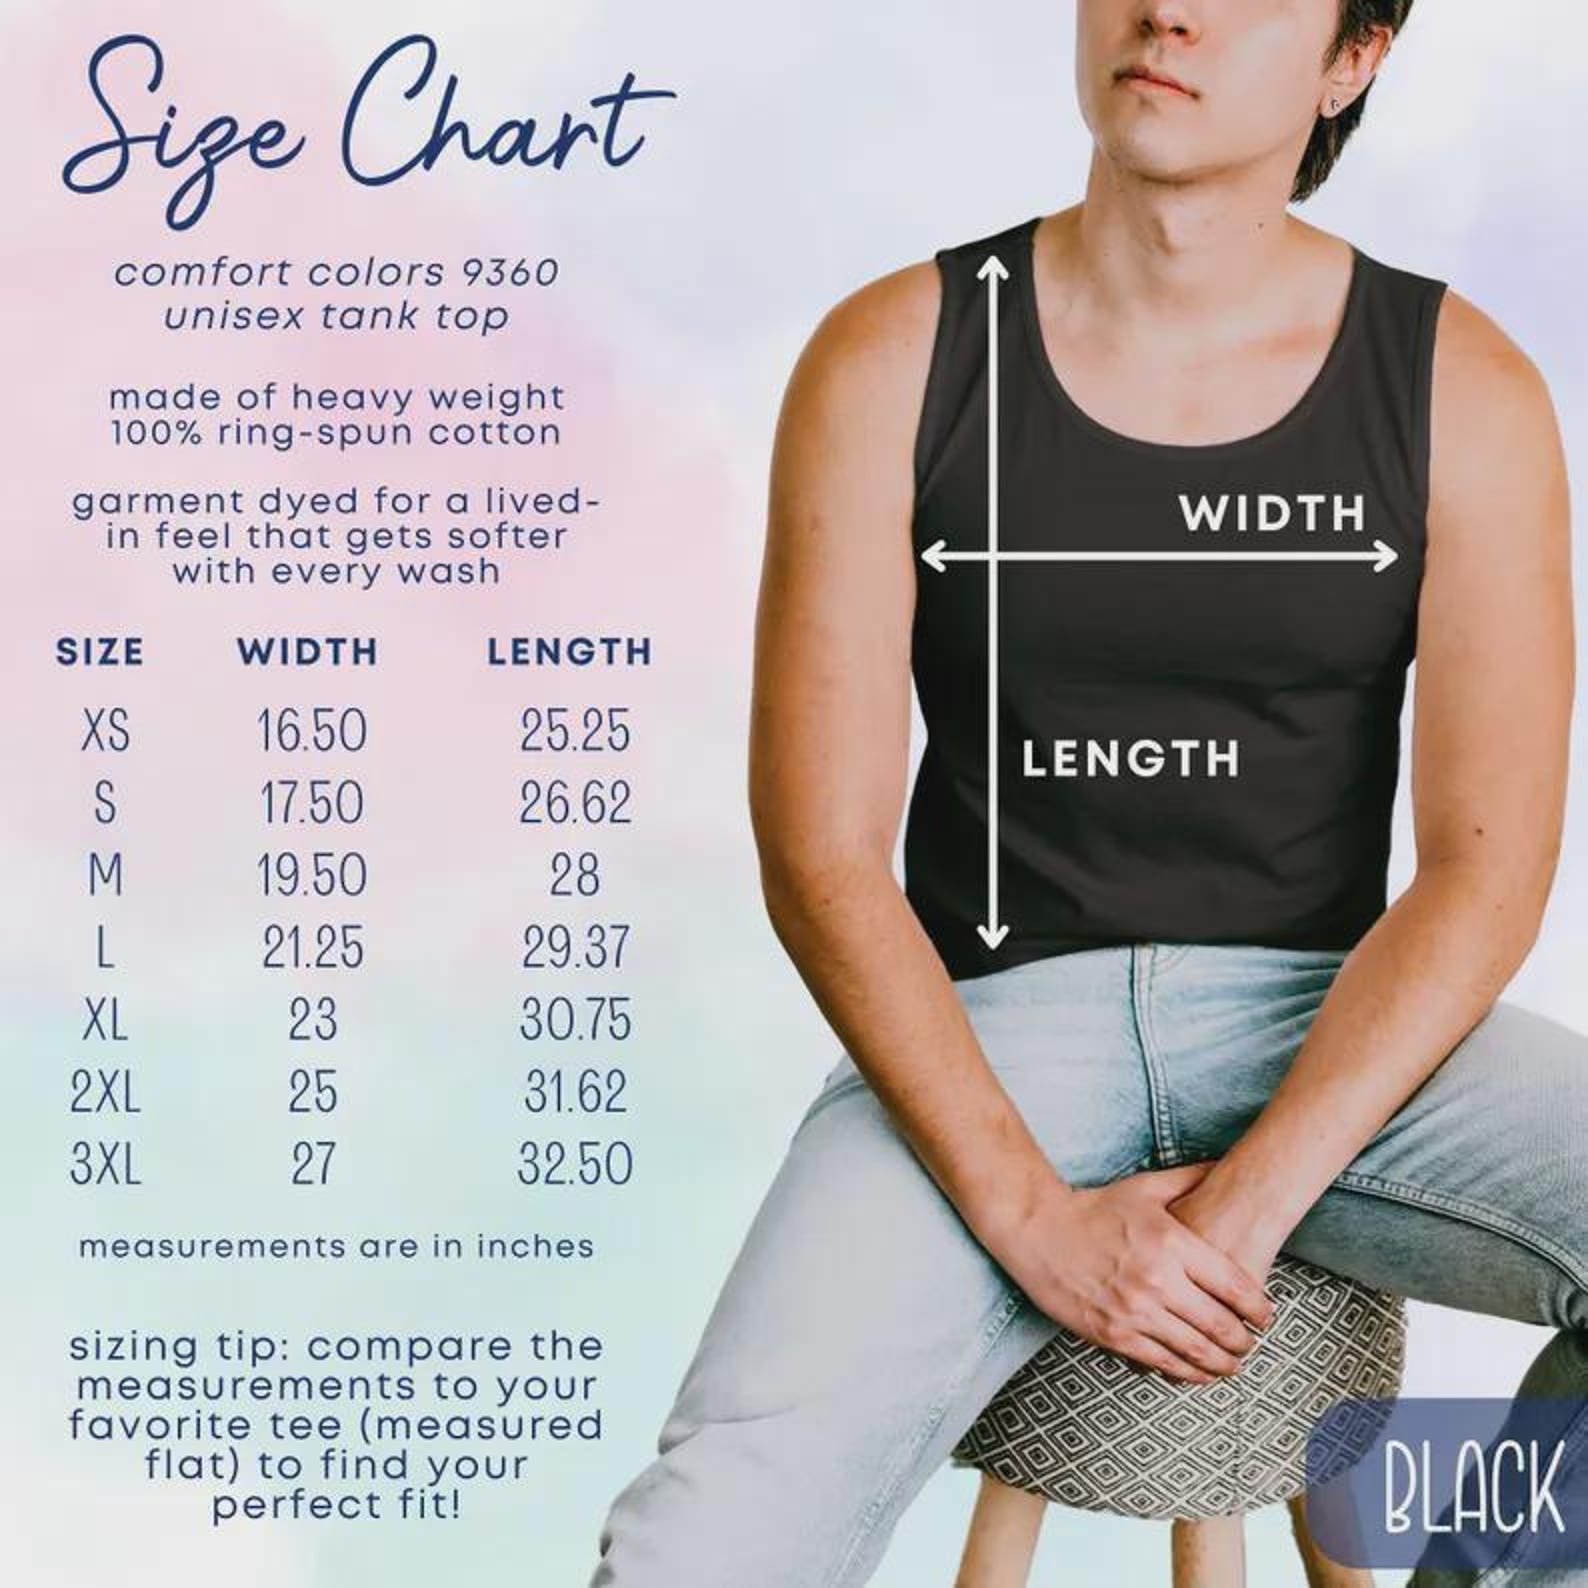 Size Chart
comfort colors 9360
unisex tank top
made of heavy weight
100% ring-spun cotton
garment dyed for a lived-
in feel that gets softer
with every wash
SIZE WIDTH LENGTH
XS 16.50 25.25
S 17.50 26.62
M 19.50 28
L 21.25 29.37
XL 23 30.75
2XL 25 31.62
3XL 27 32.50
measurements are in inches
sizing tip: compare the
measurements to your
favorite tee (measured
flat) to find your
perfect fit!
WIDTH
LENGTH
BLACK